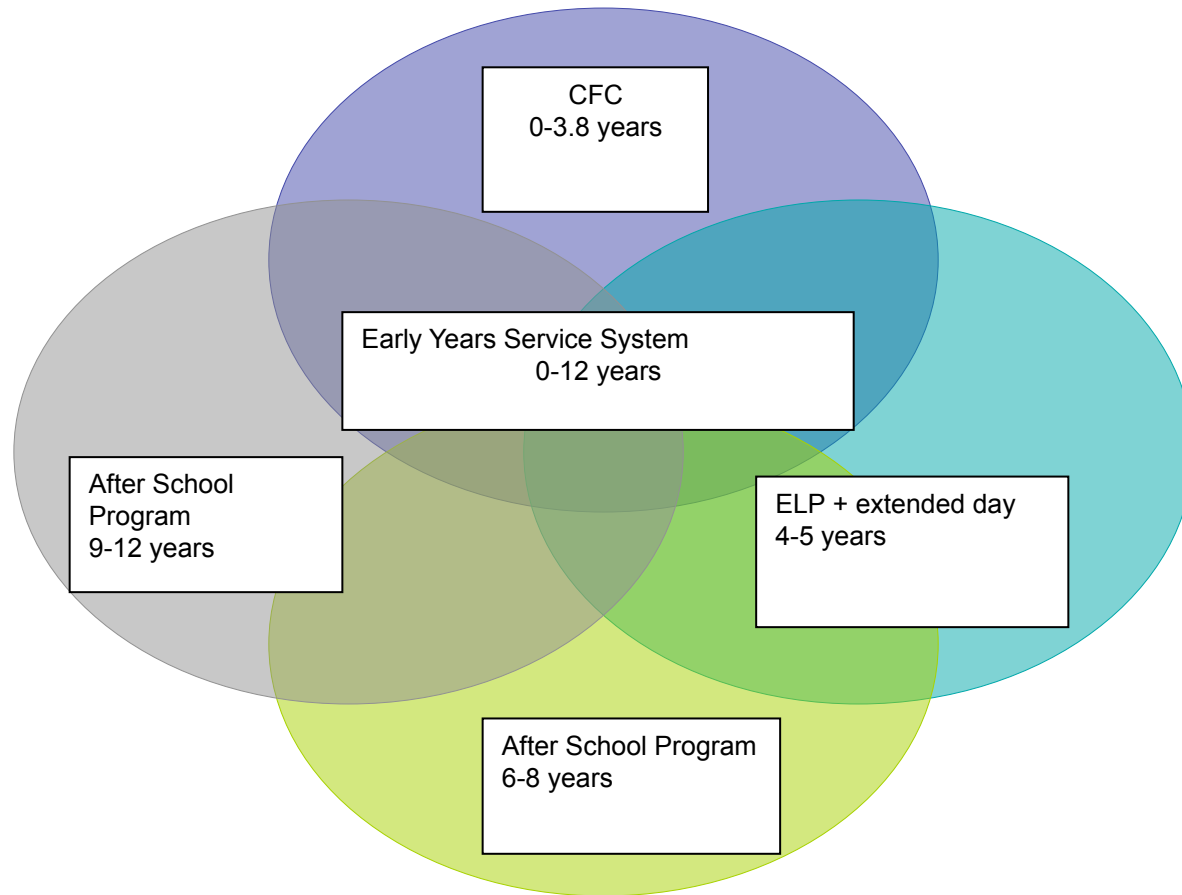 CFC
0-3.8 years
Early Years Service System
0-12 years
After School
Program
9-12 years
ELP + extended day
4-5 years
After School Program
6-8 years